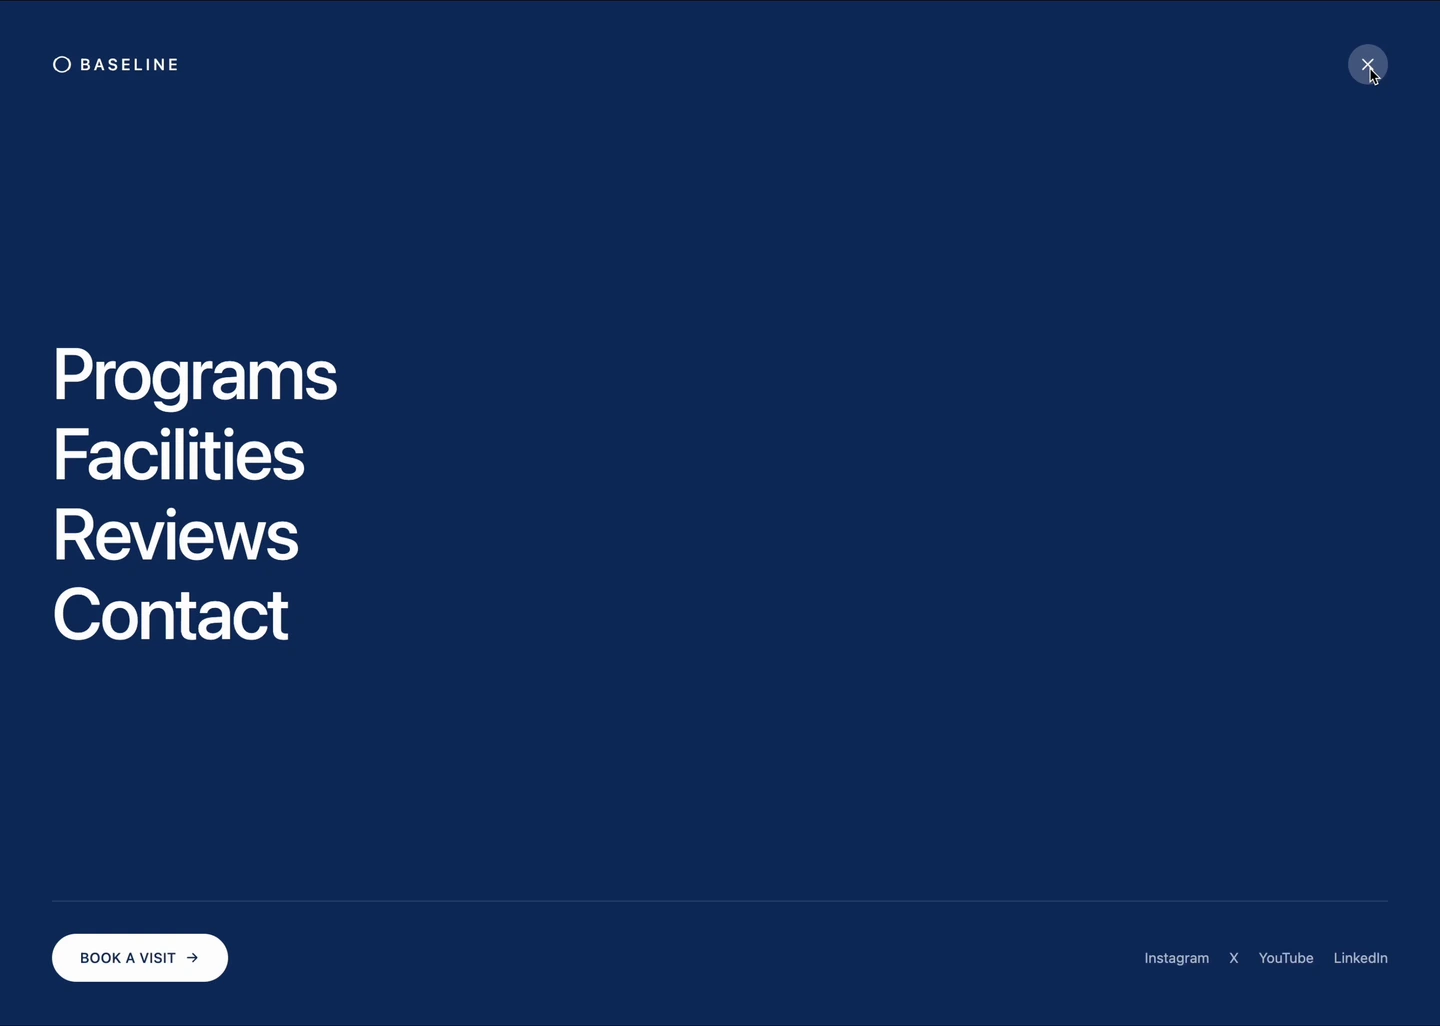 BASELINE
Programs
Facilities
Reviews
Contact
BOOK A VISIT →
Instagram X YouTube LinkedIn